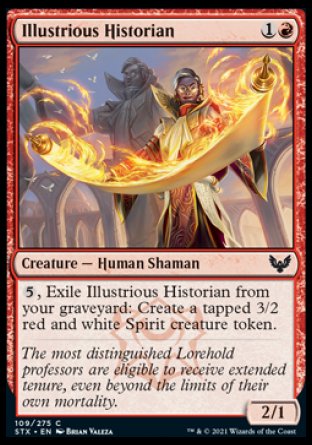 Illustrious Historian 1
Creature — Human Shaman
5, Exile Illustrious Historian from
your graveyard: Create a tapped 3/2
red and white Spirit creature token.
The most distinguished Lorehold
professors are eligible to receive extended
tenure, even beyond the limits of their
own mortality.
2/1
109/275 C
STX • EN Brian Valeza
™ & © 2021 Wizards of the Coast